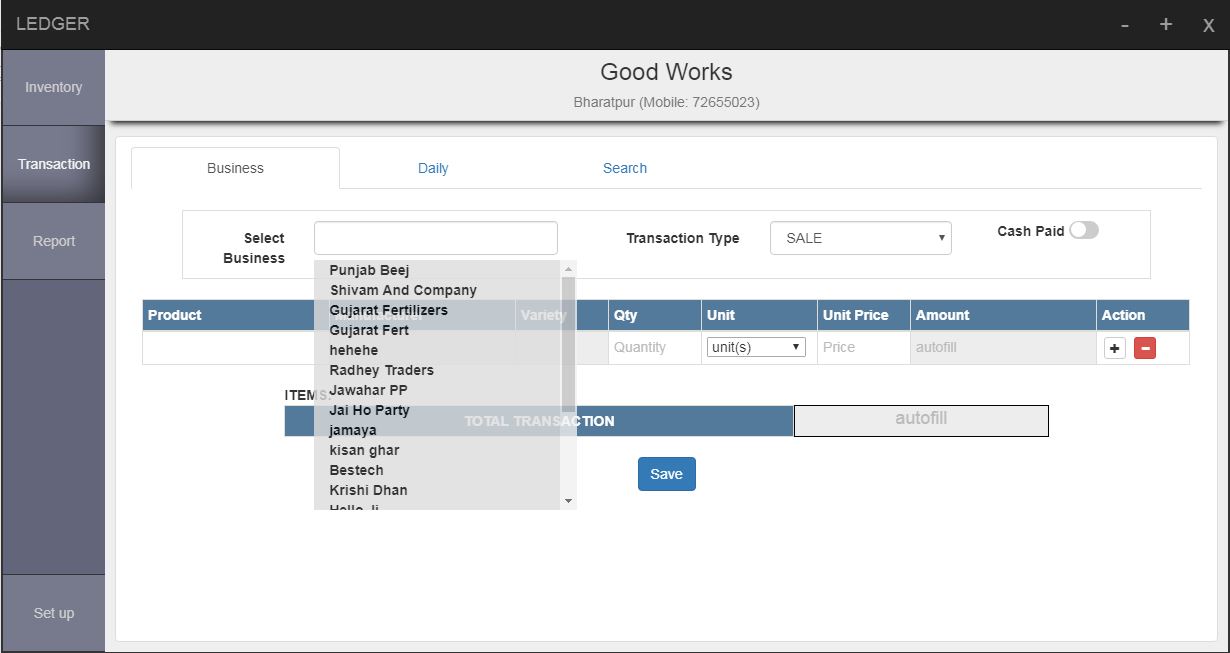 LEDGER - + X
Inventory
Transaction
Report
Set up
Good Works
Bharatpur (Mobile: 72655023)
Business Daily Search
Select Business
Transaction Type SALE
Cash Paid
Punjab Beej
Shivam And Company
Gujarat Fertilizers
Gujarat Fert
hehehe
Radhey Traders
Jawahar PP
Jai Ho Party
jamaya
kisan ghar
Bestech
Krishi Dhan
Product Variety Qty Unit Unit Price Amount Action
Quantity unit(s) Price autofill + -
ITEMS:
TOTAL TRANSACTION autofill
Save